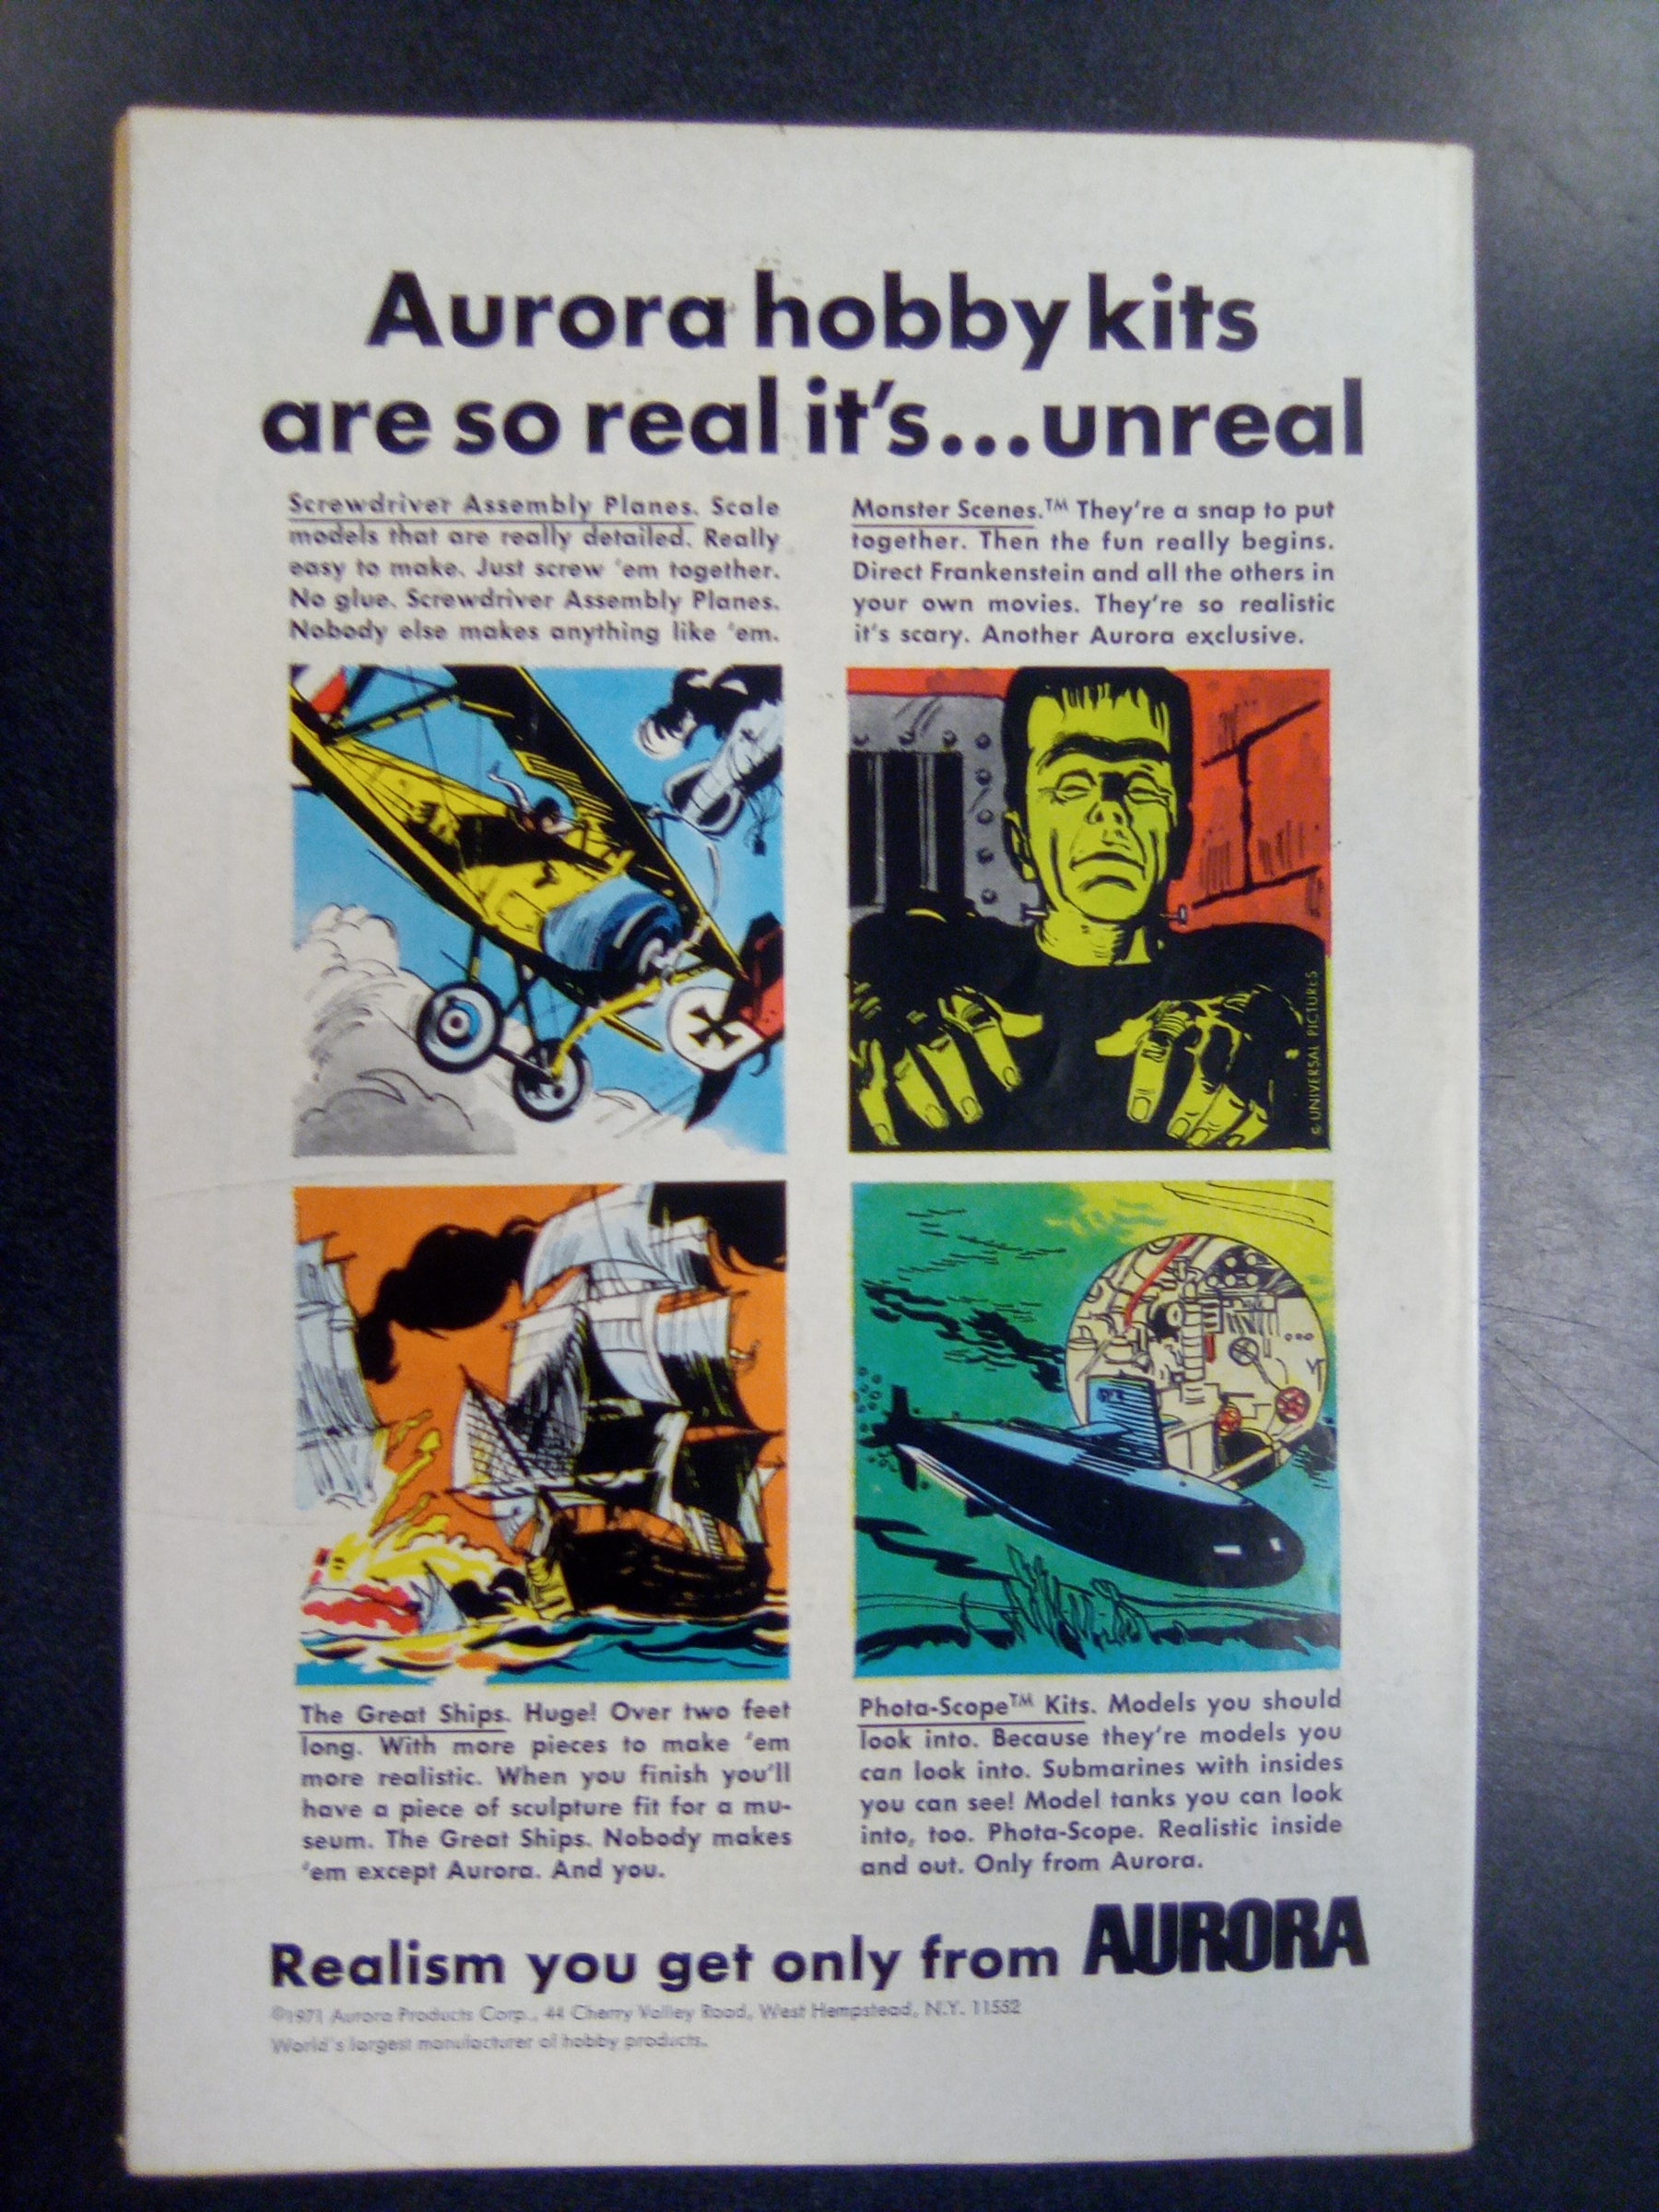 Aurora hobby kits
are so real it's...unreal
Screwdriver Assembly Planes. Scale
models that are really detailed. Really
easy to make. Just screw 'em together.
No glue. Screwdriver Assembly Planes.
Nobody else makes anything like 'em.
Monster Scenes.™ They're a snap to put
together. Then the fun really begins.
Direct Frankenstein and all the others in
your own movies. They're so realistic
it's scary. Another Aurora exclusive.
© UNIVERSAL PICTURES
The Great Ships. Huge! Over two feet
long. With more pieces to make 'em
more realistic. When you finish you'll
have a piece of sculpture fit for a mu-
seum. The Great Ships. Nobody makes
'em except Aurora. And you.
Phota-Scope™ Kits. Models you should
look into. Because they're models you
can look into. Submarines with insides
you can see! Model tanks you can look
into, too. Phota-Scope. Realistic inside
and out. Only from Aurora.
Realism you get only from AURORA
©1971 Aurora Products Corp., 44 Cherry Valley Road, West Hempstead, N.Y. 11552
World's largest manufacturer of hobby products.